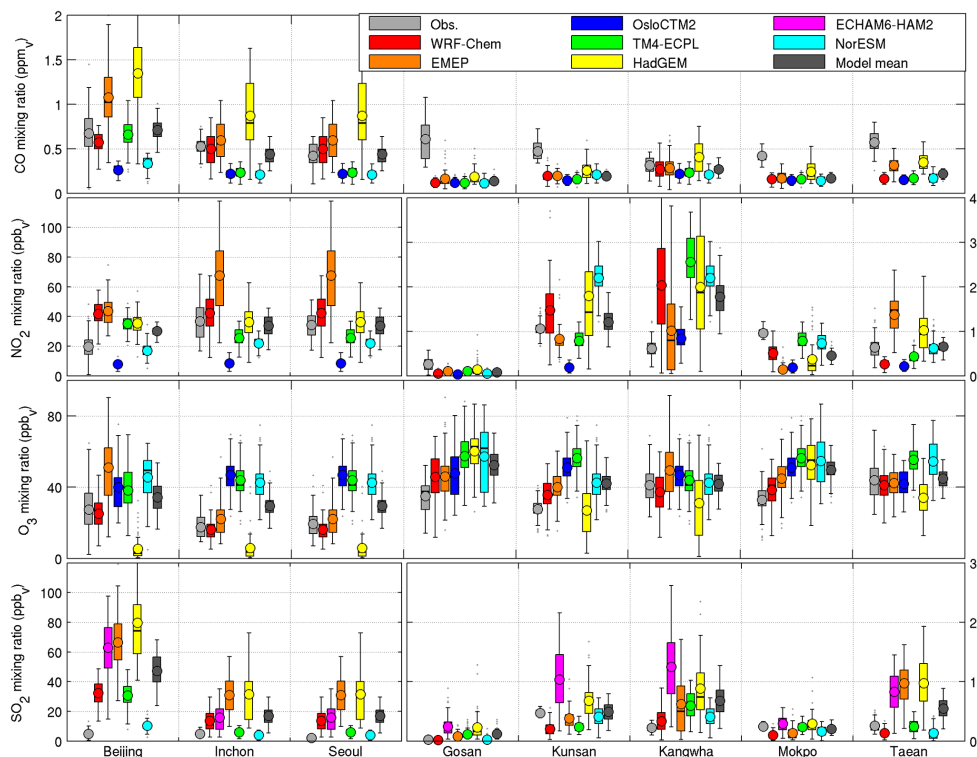 Obs.
WRF-Chem
EMEP
OsloCTM2
TM4-ECPL
HadGEM
ECHAM6-HAM2
NorESM
Model mean
CO mixing ratio (ppmV)
2
1.5
1
0.5
0
NO2 mixing ratio (ppbV)
100
80
60
40
20
0
4
3
2
1
0
O3 mixing ratio (ppbV)
80
40
0
SO2 mixing ratio (ppbV)
100
80
60
40
20
0
3
2
1
0
Beijing Inchon Seoul Gosan Kunsan Kangwha Mokpo Taean